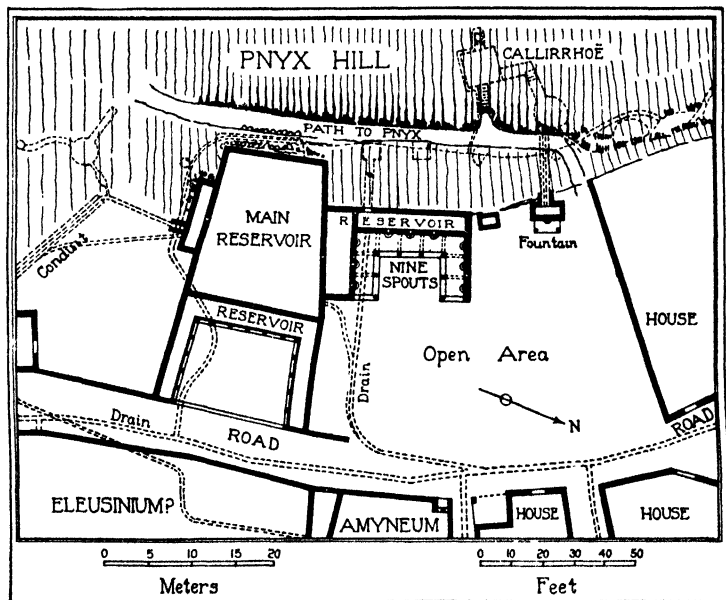 PNYX HILL
CALLIRRHOË
PATH TO PNYX
MAIN
RESERVOIR
RESERVOIR
NINE
SPOUTS
Fountain
Conduit
RESERVOIR
HOUSE
Open Area
Drain
N
Drain
ROAD
ROAD
ELEUSINIUM?
AMYNEUM
HOUSE
HOUSE
0 5 10 15 20
Meters
0 10 20 30 40 50
Feet